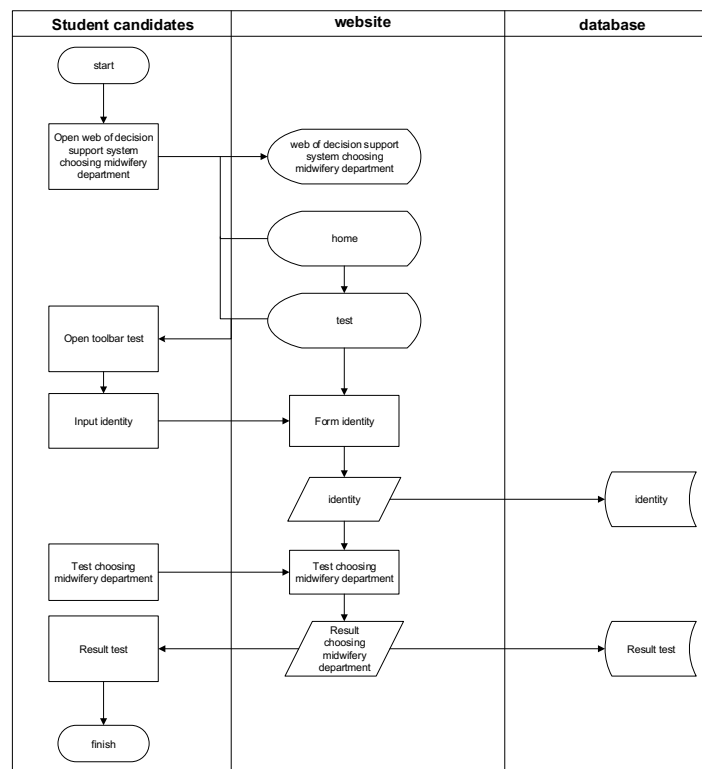 Student candidates
website
database
start
Open web of decision
support system
choosing midwifery
department
web of decision support
system choosing
midwifery department
home
test
Open toolbar test
Input identity
Form identity
identity
identity
Test choosing
midwifery department
Test choosing
midwifery department
Result test
Result
choosing
midwifery
department
Result test
finish